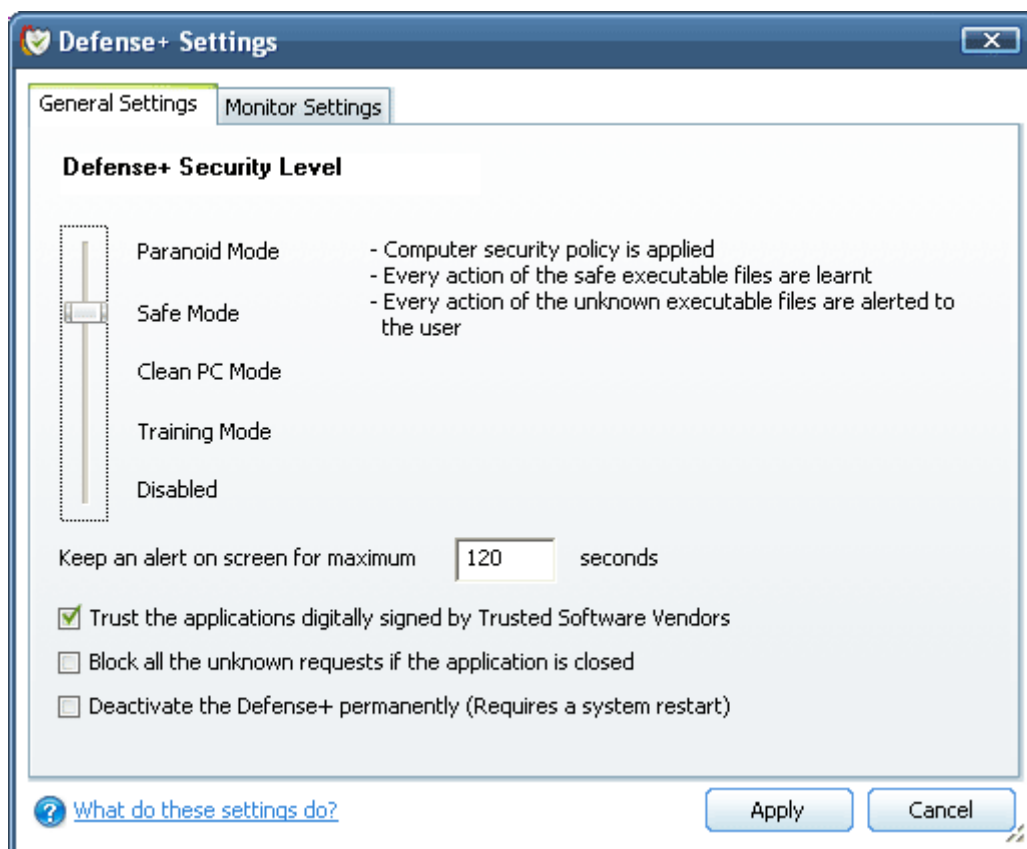 Defense+ Settings
General Settings
Monitor Settings
Defense+ Security Level
Paranoid Mode
Safe Mode
Clean PC Mode
Training Mode
Disabled
- Computer security policy is applied
- Every action of the safe executable files are learnt
- Every action of the unknown executable files are alerted to
the user
Keep an alert on screen for maximum 120 seconds
Trust the applications digitally signed by Trusted Software Vendors
Block all the unknown requests if the application is closed
Deactivate the Defense+ permanently (Requires a system restart)
What do these settings do?
Apply
Cancel